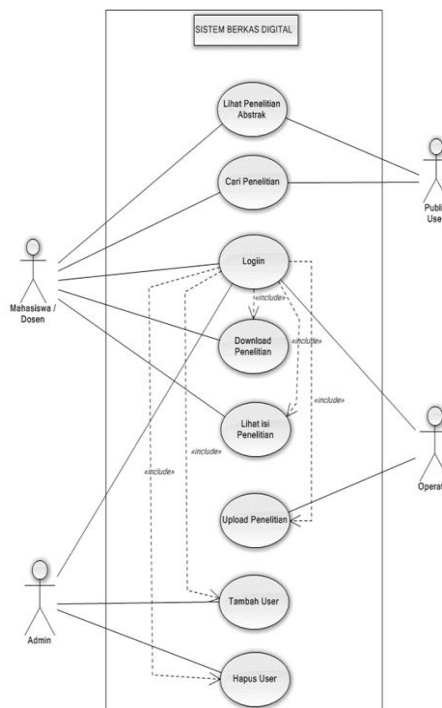 SISTEM BERKAS DIGITAL
Lihat Penelitian
Abstrak
Cari Penelitian
Publi
Use
Logiin
Mahasiswa /
Dosen
«include»
Download
Penelitian
«include»
Lihat isi
Penelitian
«include»
«include»
«include»
Operat
Upload Penelitian
Tambah User
Admin
Hapus User